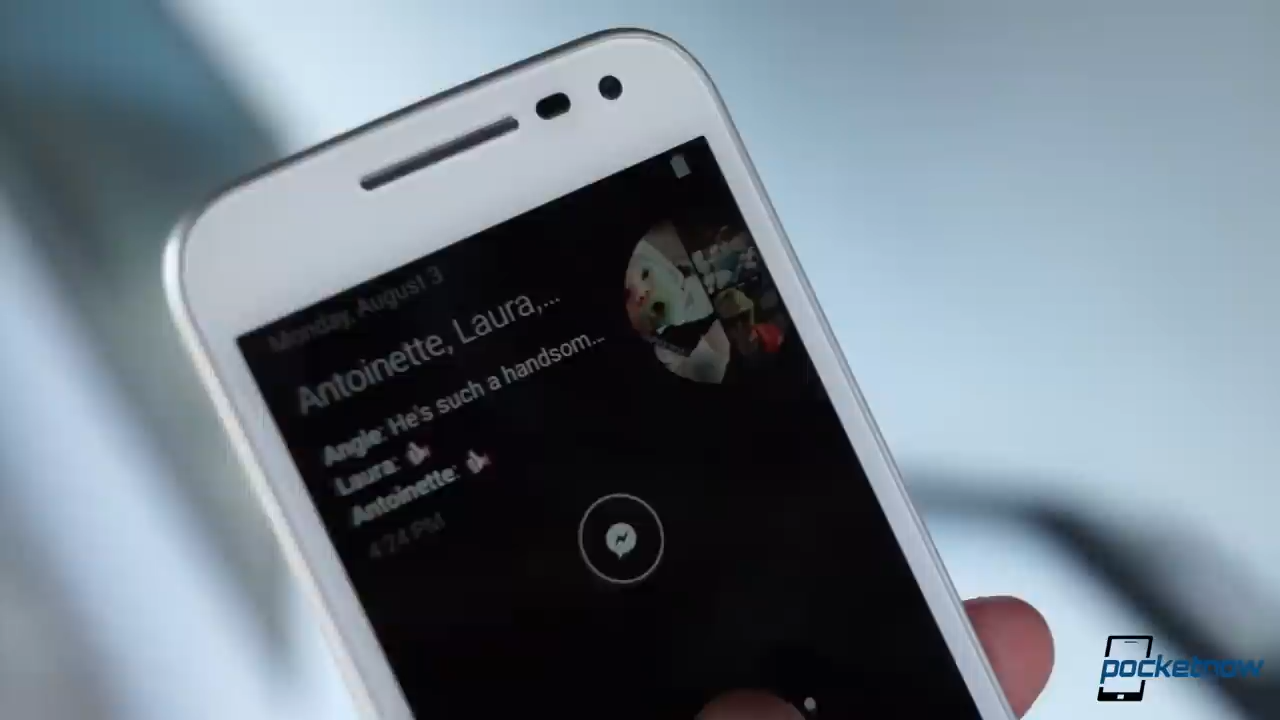 Monday, August 3
Antoinette, Laura,...
Angie: He's such a handsom...
Laura:
Antoinette:
4:24 PM
pocketnow